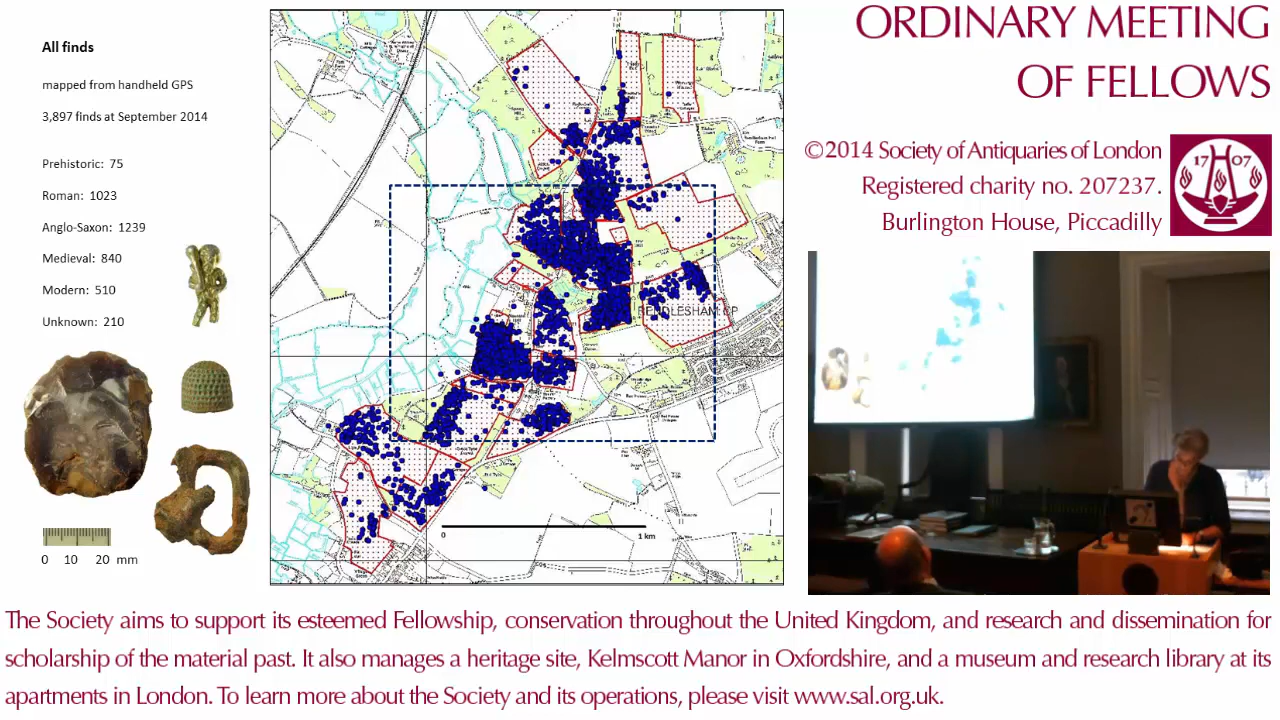 All finds
mapped from handheld GPS
3,897 finds at September 2014
Prehistoric: 75
Roman: 1023
Anglo-Saxon: 1239
Medieval: 840
Modern: 510
Unknown: 210
0 10 20 mm
RENDLESHAM CP
0 1 km
ORDINARY MEETING
OF FELLOWS
©2014 Society of Antiquaries of London
Registered charity no. 207237.
Burlington House, Piccadilly
17 07
The Society aims to support its esteemed Fellowship, conservation throughout the United Kingdom, and research and dissemination for
scholarship of the material past. It also manages a heritage site, Kelmscott Manor in Oxfordshire, and a museum and research library at its
apartments in London. To learn more about the Society and its operations, please visit www.sal.org.uk.